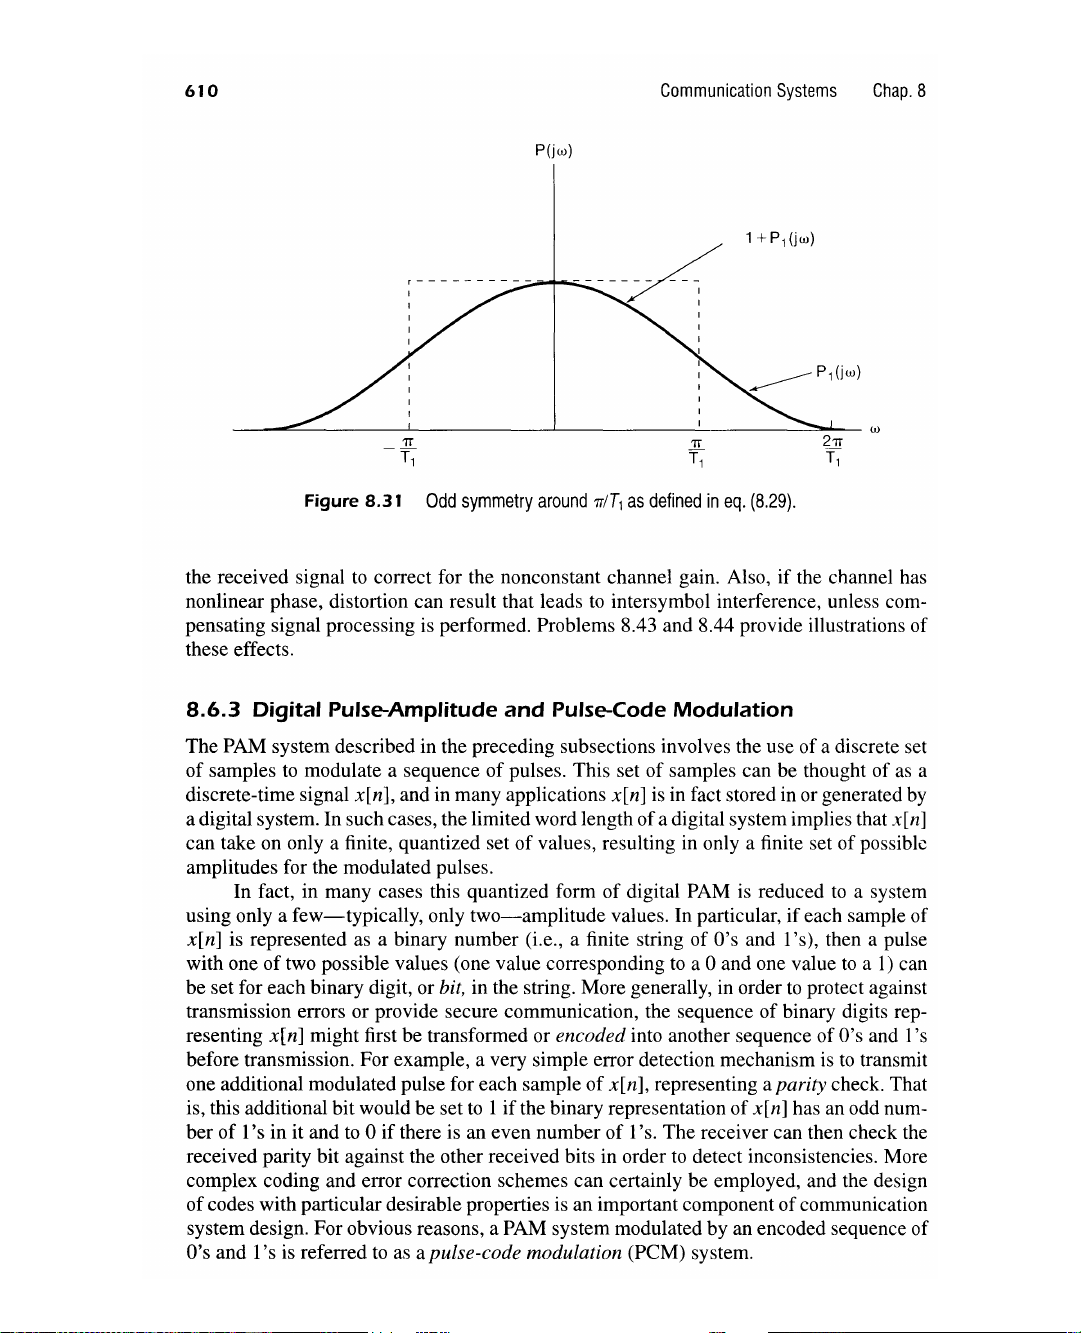 610 Communication Systems Chap. 8
P(jω)
1 + P₁(jω)
P₁(jω)
ω
− π/T₁
π/T₁
2π/T₁
Figure 8.31 Odd symmetry around π/T₁ as defined in eq. (8.29).
the received signal to correct for the nonconstant channel gain. Also, if the channel has
nonlinear phase, distortion can result that leads to intersymbol interference, unless com-
pensating signal processing is performed. Problems 8.43 and 8.44 provide illustrations of
these effects.
8.6.3 Digital Pulse-Amplitude and Pulse-Code Modulation
The PAM system described in the preceding subsections involves the use of a discrete set
of samples to modulate a sequence of pulses. This set of samples can be thought of as a
discrete-time signal x[n], and in many applications x[n] is in fact stored in or generated by
a digital system. In such cases, the limited word length of a digital system implies that x[n]
can take on only a finite, quantized set of values, resulting in only a finite set of possible
amplitudes for the modulated pulses.
In fact, in many cases this quantized form of digital PAM is reduced to a system
using only a few—typically, only two—amplitude values. In particular, if each sample of
x[n] is represented as a binary number (i.e., a finite string of 0's and 1's), then a pulse
with one of two possible values (one value corresponding to a 0 and one value to a 1) can
be set for each binary digit, or bit, in the string. More generally, in order to protect against
transmission errors or provide secure communication, the sequence of binary digits rep-
resenting x[n] might first be transformed or encoded into another sequence of 0's and 1's
before transmission. For example, a very simple error detection mechanism is to transmit
one additional modulated pulse for each sample of x[n], representing a parity check. That
is, this additional bit would be set to 1 if the binary representation of x[n] has an odd num-
ber of 1's in it and to 0 if there is an even number of 1's. The receiver can then check the
received parity bit against the other received bits in order to detect inconsistencies. More
complex coding and error correction schemes can certainly be employed, and the design
of codes with particular desirable properties is an important component of communication
system design. For obvious reasons, a PAM system modulated by an encoded sequence of
0's and 1's is referred to as a pulse-code modulation (PCM) system.